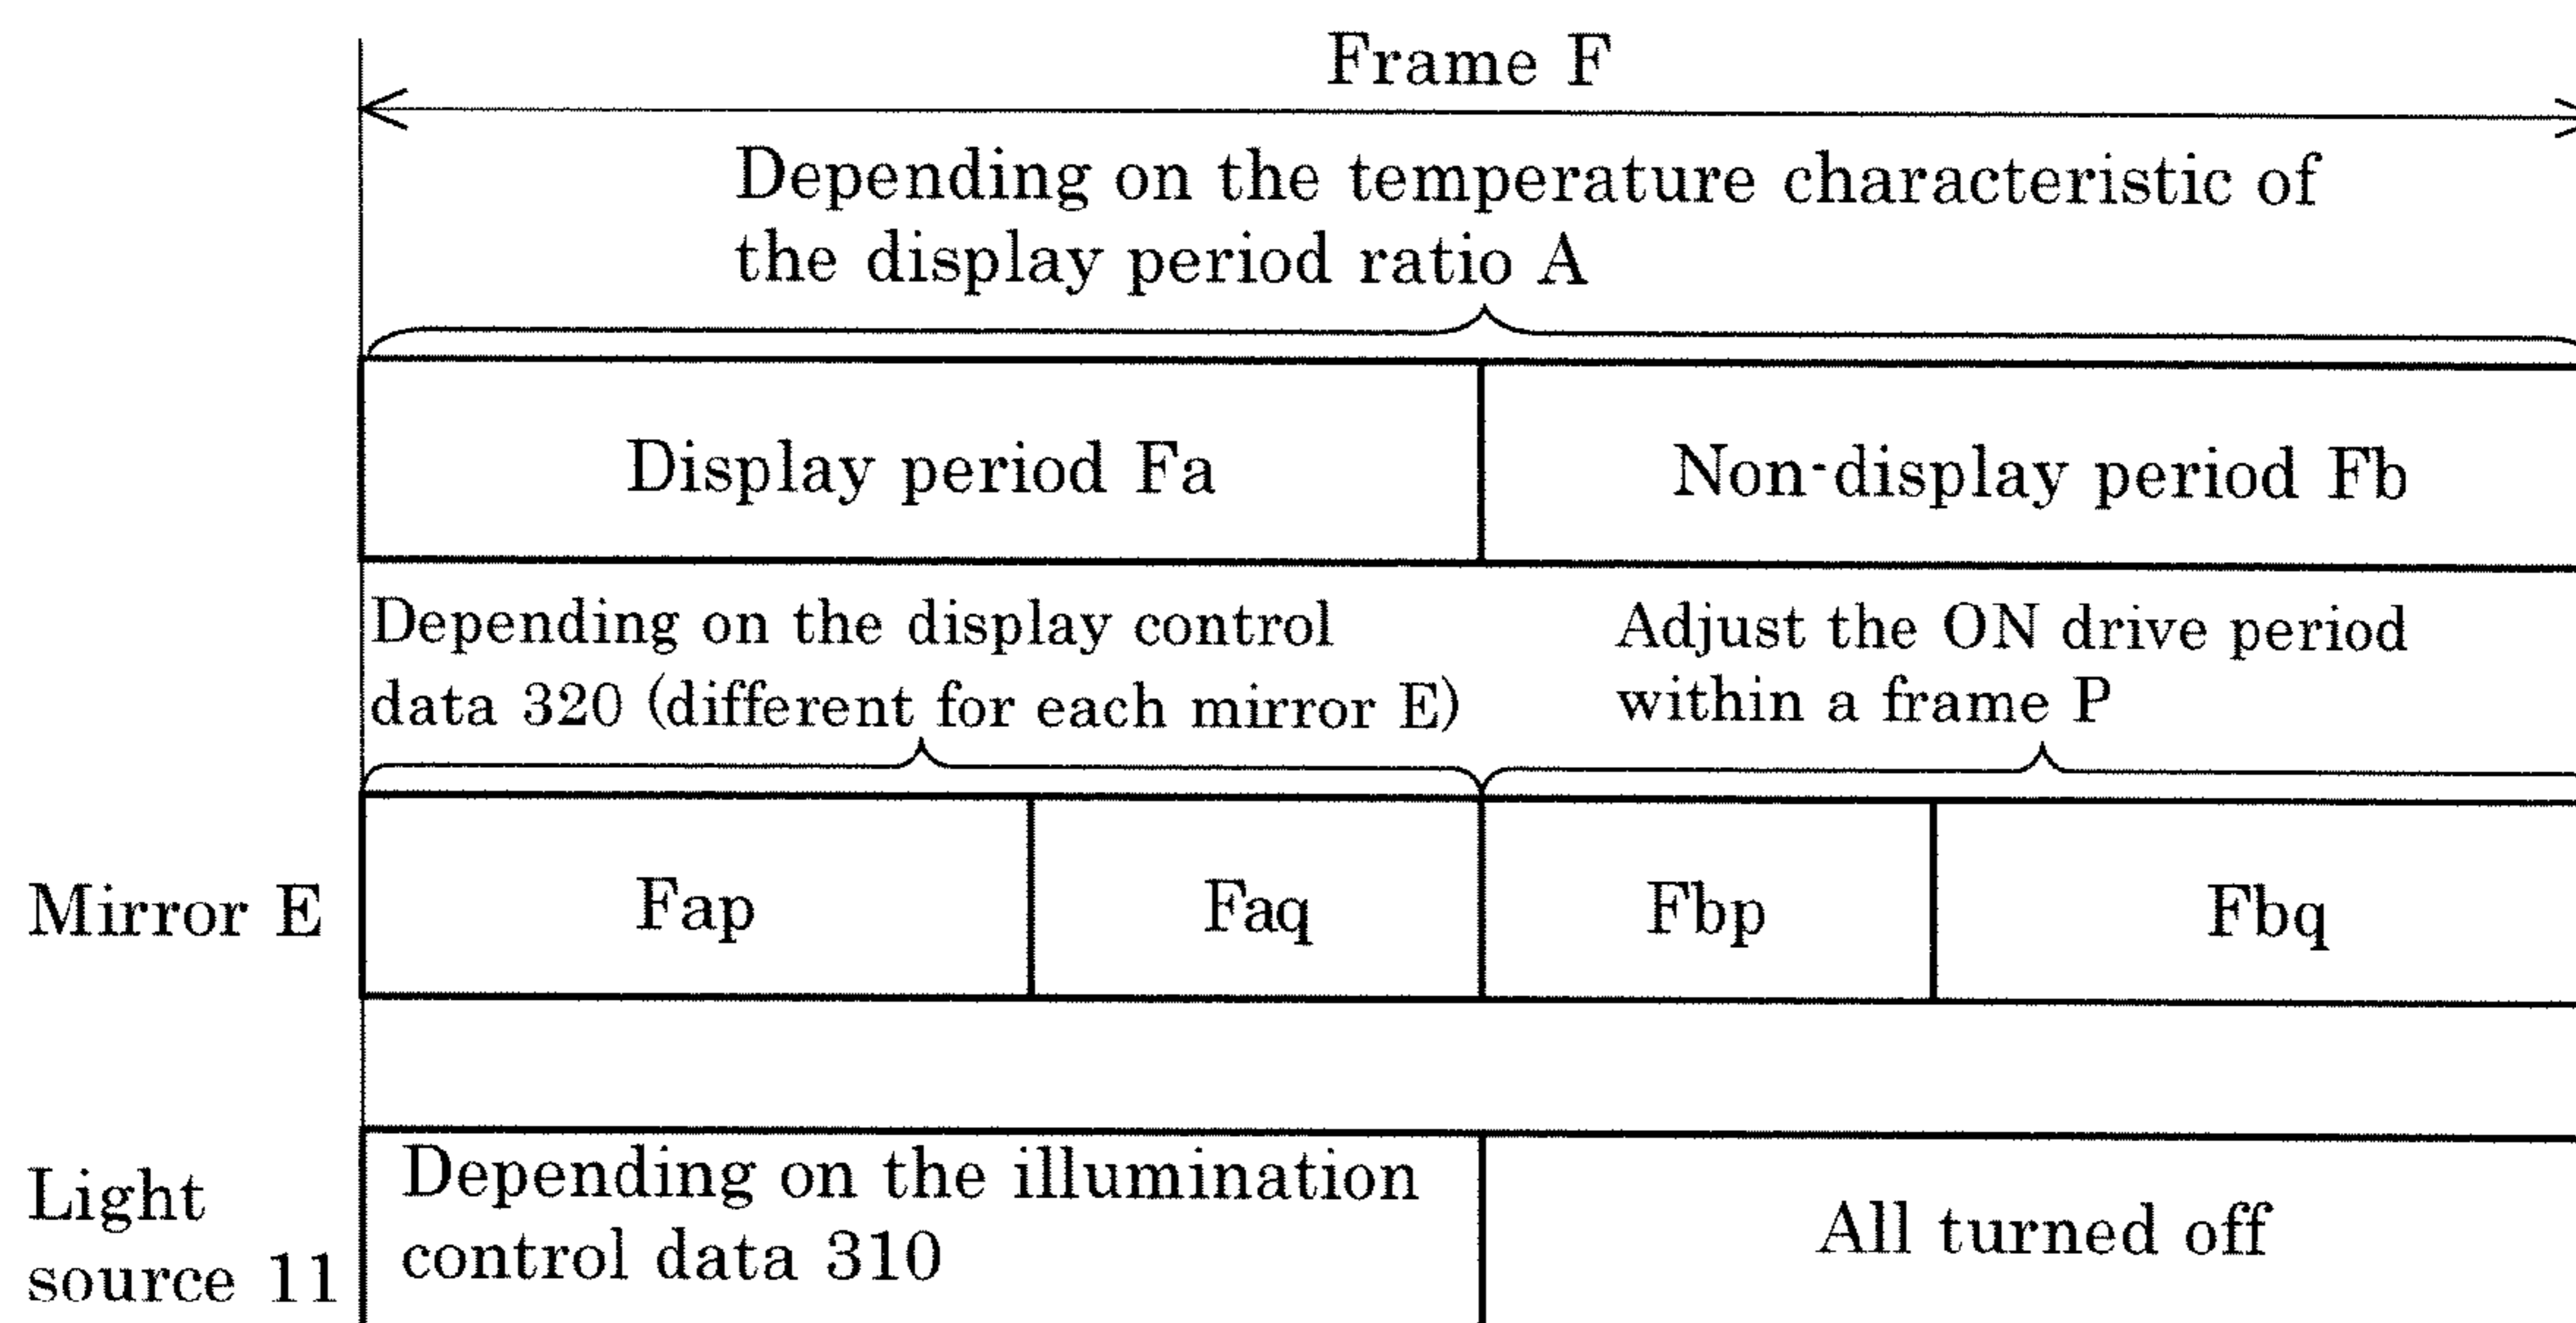 Frame F
Depending on the temperature characteristic of
the display period ratio A
Display period Fa
Non-display period Fb
Depending on the display control
data 320 (different for each mirror E)
Adjust the ON drive period
within a frame P
Mirror E
Fap
Faq
Fbp
Fbq
Light
source 11
Depending on the illumination
control data 310
All turned off